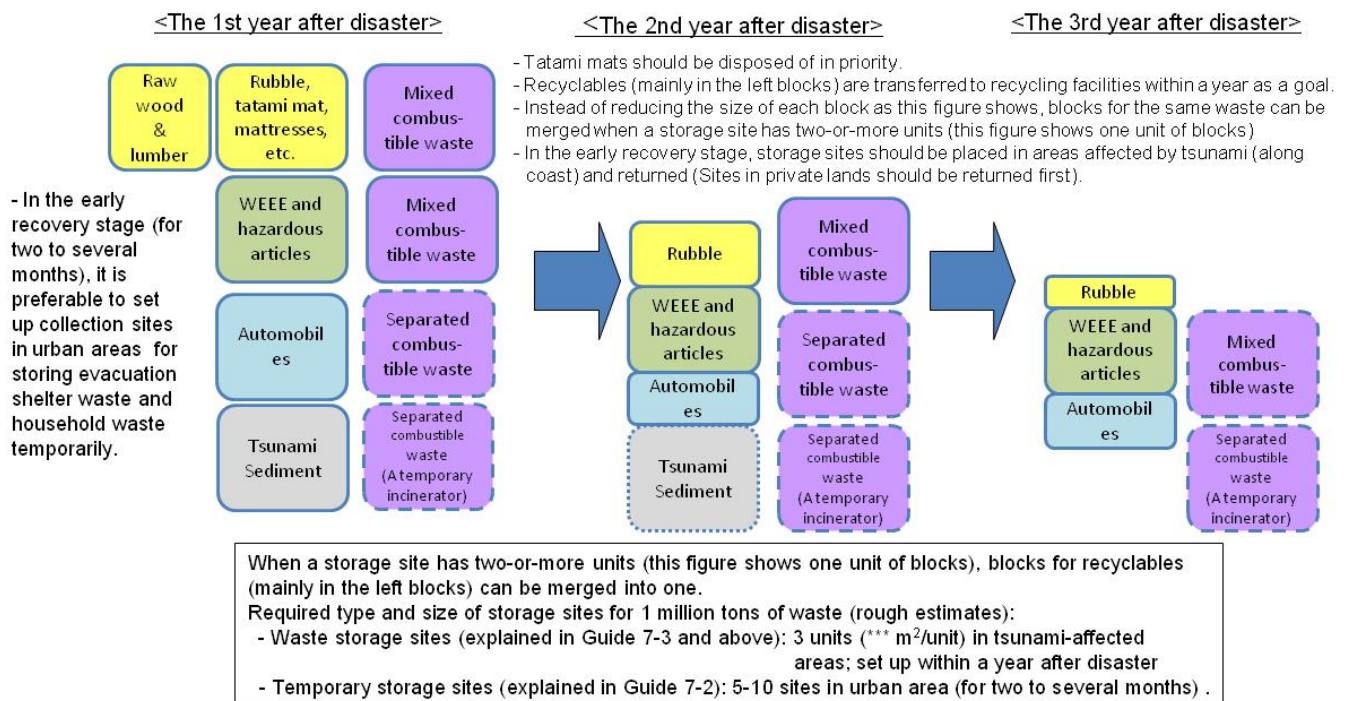 <The 1st year after disaster>
<The 2nd year after disaster>
<The 3rd year after disaster>
Raw
wood
&
lumber
Rubble,
tatami mat,
mattresses,
etc.
Mixed
combus-
tible waste
WEEE and
hazardous
articles
Mixed
combus-
tible waste
Automobil
es
Separated
combus-
tible waste
Tsunami
Sediment
Separated
combustible
waste
(A temporary
incinerator)
- In the early
recovery stage (for
two to several
months), it is
preferable to set
up collection sites
in urban areas for
storing evacuation
shelter waste and
household waste
temporarily.
- Tatami mats should be disposed of in priority.
- Recyclables (mainly in the left blocks) are transferred to recycling facilities within a year as a goal.
- Instead of reducing the size of each block as this figure shows, blocks for the same waste can be
merged when a storage site has two-or-more units (this figure shows one unit of blocks)
- In the early recovery stage, storage sites should be placed in areas affected by tsunami (along
coast) and returned (Sites in private lands should be returned first).
Rubble
WEEE and
hazardous
articles
Automobil
es
Tsunami
Sediment
Mixed
combus-
tible waste
Separated
combus-
tible waste
Separated
combustible
waste
(A temporary
incinerator)
Rubble
WEEE and
hazardous
articles
Automobil
es
Mixed
combus-
tible waste
Separated
combustible
waste
(A temporary
incinerator)
When a storage site has two-or-more units (this figure shows one unit of blocks), blocks for recyclables
(mainly in the left blocks) can be merged into one.
Required type and size of storage sites for 1 million tons of waste (rough estimates):
- Waste storage sites (explained in Guide 7-3 and above): 3 units (*** m²/unit) in tsunami-affected
areas; set up within a year after disaster
- Temporary storage sites (explained in Guide 7-2): 5-10 sites in urban area (for two to several months) .